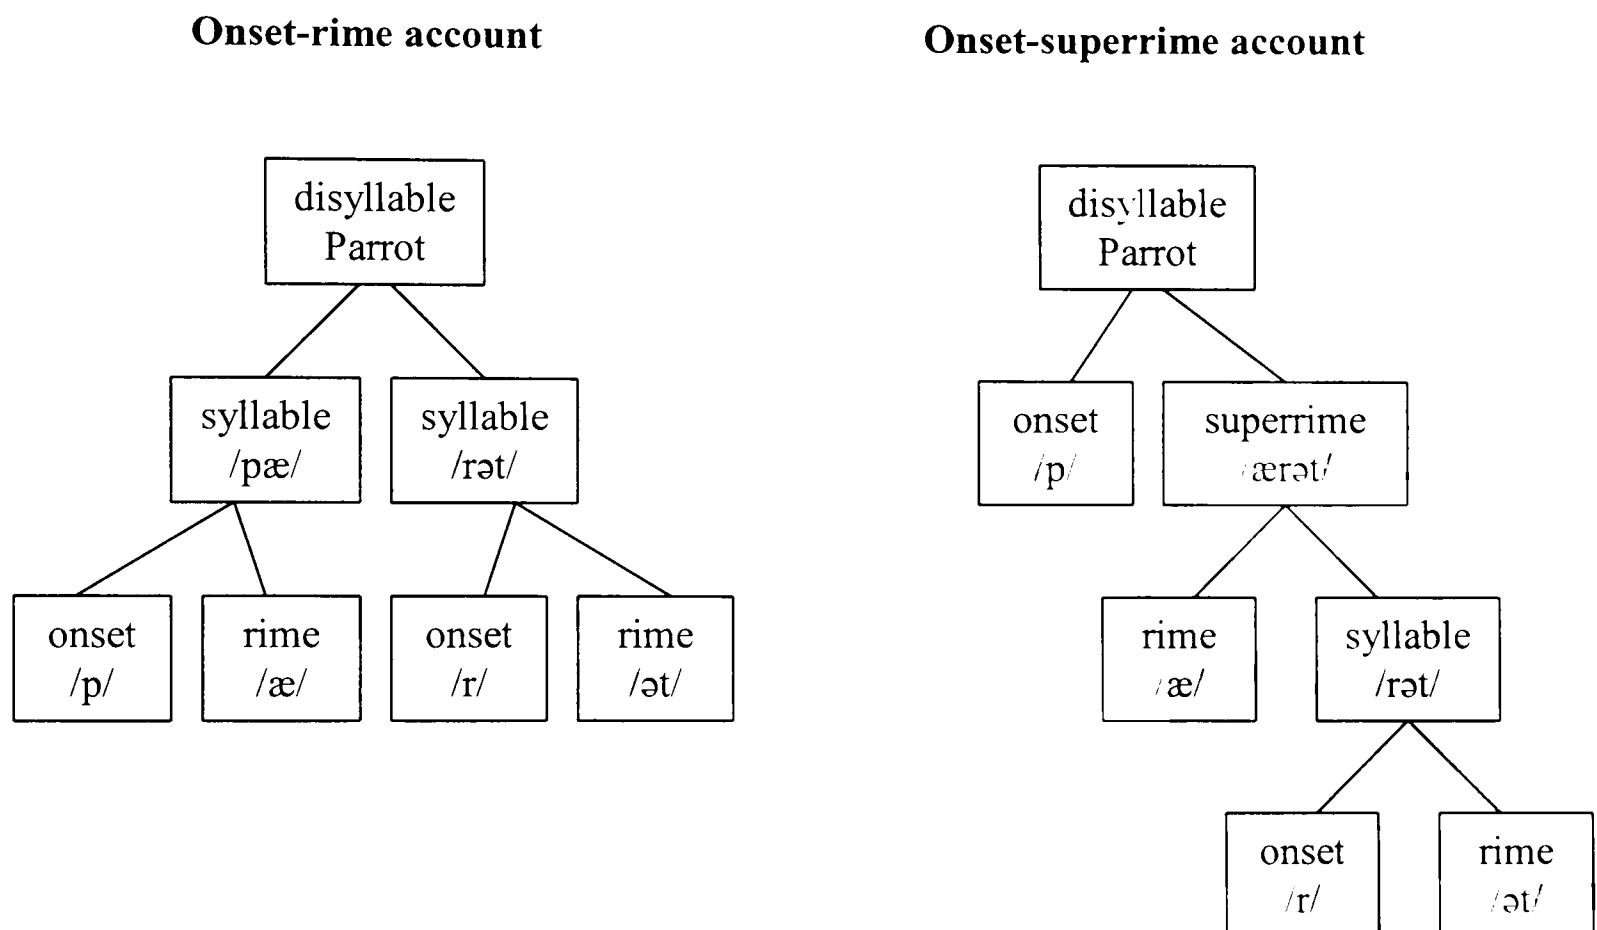 Onset-rime account
disyllable
Parrot
syllable
/pæ/
syllable
/rət/
onset
/p/
rime
/æ/
onset
/r/
rime
/ət/
Onset-superrime account
disyllable
Parrot
onset
/p/
superrime
/ærət/
rime
/æ/
syllable
/rət/
onset
/r/
rime
/ət/